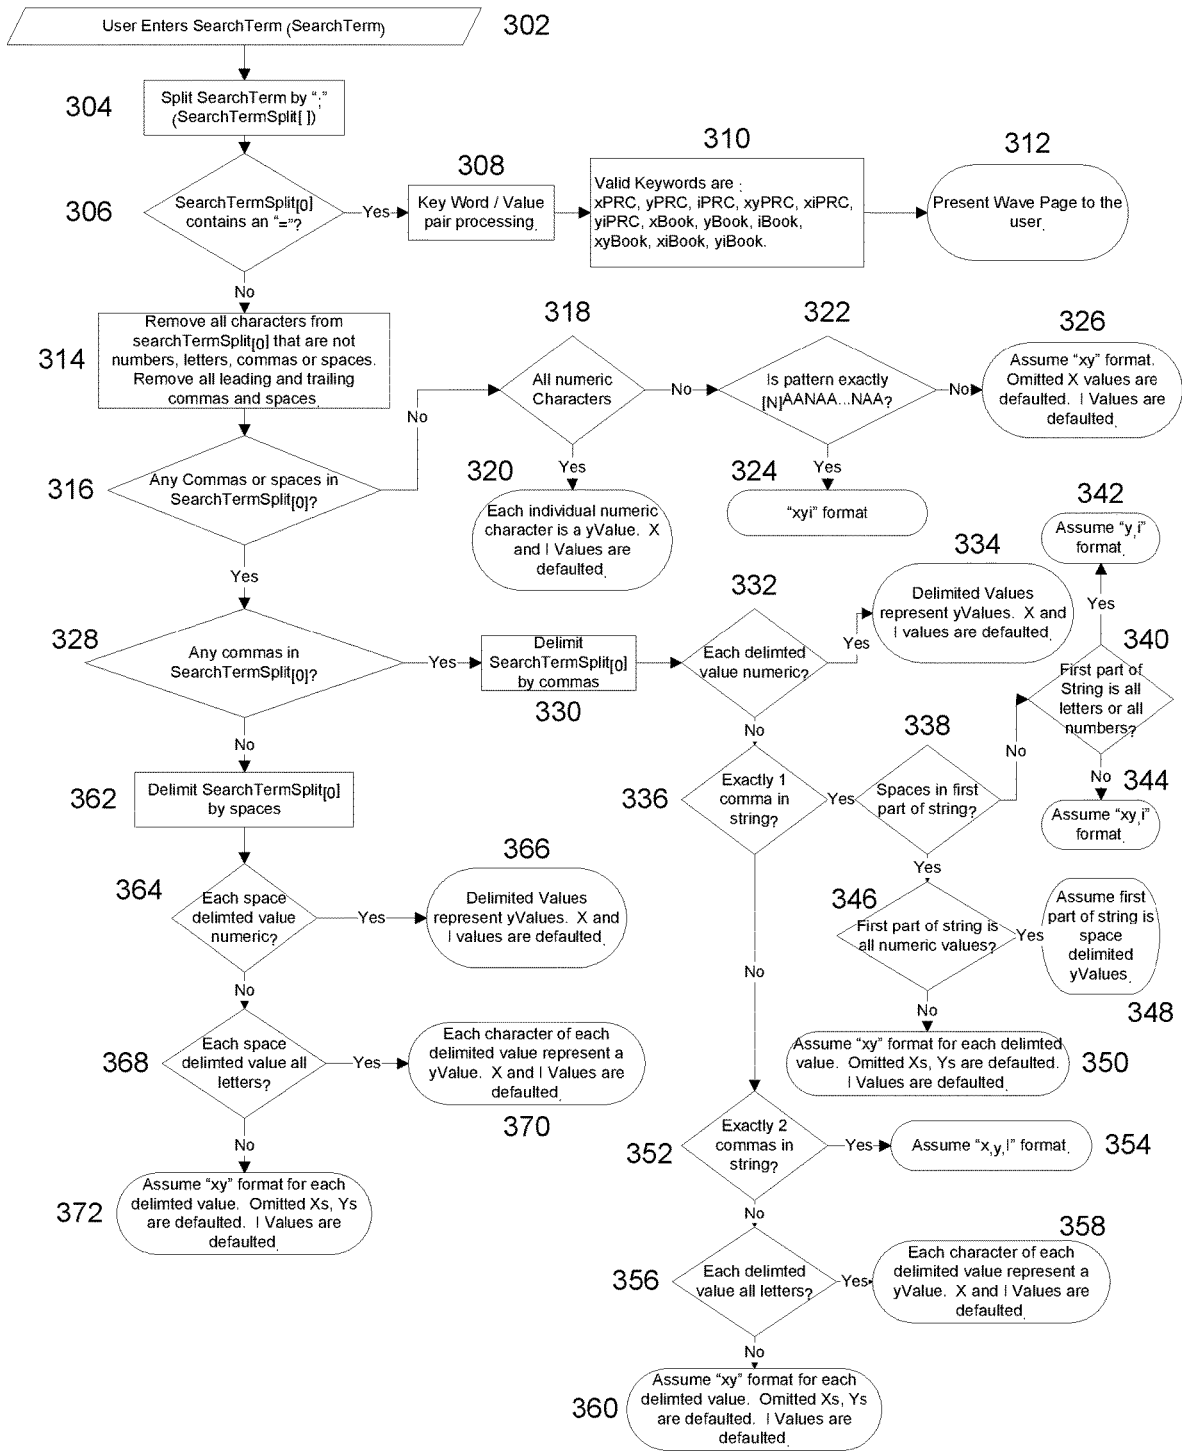 User Enters SearchTerm (SearchTerm)
302
304
Split SearchTerm by “;”
(SearchTermSplit[ ])
306
SearchTermSplit[0]
contains an “=”?
Yes
308
Key Word / Value
pair processing.
310
Valid Keywords are :
xPRC, yPRC, iPRC, xyPRC, xiPRC,
yiPRC, xBook, yBook, iBook,
xyBook, xiBook, yiBook.
312
Present Wave Page to the
user.
No
314
Remove all characters from
searchTermSplit[0] that are not
numbers, letters, commas or spaces.
Remove all leading and trailing
commas and spaces.
316
Any Commas or spaces in
SearchTermSplit[0]?
No
318
All numeric
Characters
No
322
Is pattern exactly
[N]AANAA...NAA?
No
326
Assume “xy” format.
Omitted X values are
defaulted. I Values are
defaulted.
Yes
320
Each individual numeric
character is a yValue. X
and I Values are
defaulted.
Yes
324
“xyi” format
Yes
328
Any commas in
SearchTermSplit[0]?
Yes
Delimit
SearchTermSplit[0]
by commas
330
332
Each delimted
value numeric?
Yes
334
Delimited Values
represent yValues. X and
I values are defaulted.
No
336
Exactly 1
comma in
string?
Yes
338
Spaces in first
part of string?
No
340
First part of
String is all
letters or all
numbers?
Yes
342
Assume “y,i”
format.
No
344
Assume “xy,i”
format.
Yes
346
First part of string is
all numeric values?
Yes
Assume first
part of string is
space
delimited
yValues.
348
No
Assume “xy” format for each delimted
value. Omitted Xs, Ys are defaulted.
I Values are defaulted.
350
No
352
Exactly 2
commas in
string?
Yes
Assume “x,y,I” format.
354
No
356
Each delimted
value all letters?
Yes
358
Each character of each
delimited value represent a
yValue. X and I Values are
defaulted.
No
360
Assume “xy” format for each
delimted value. Omitted Xs, Ys
are defaulted. I Values are
defaulted.
No
362
Delimit SearchTermSplit[0]
by spaces
364
Each space
delimted value
numeric?
Yes
366
Delimited Values
represent yValues. X and
I values are defaulted.
No
368
Each space
delimted value all
letters?
Yes
Each character of each
delimited value represent a
yValue. X and I Values are
defaulted.
370
No
372
Assume “xy” format for each
delimted value. Omitted Xs, Ys
are defaulted. I Values are
defaulted.